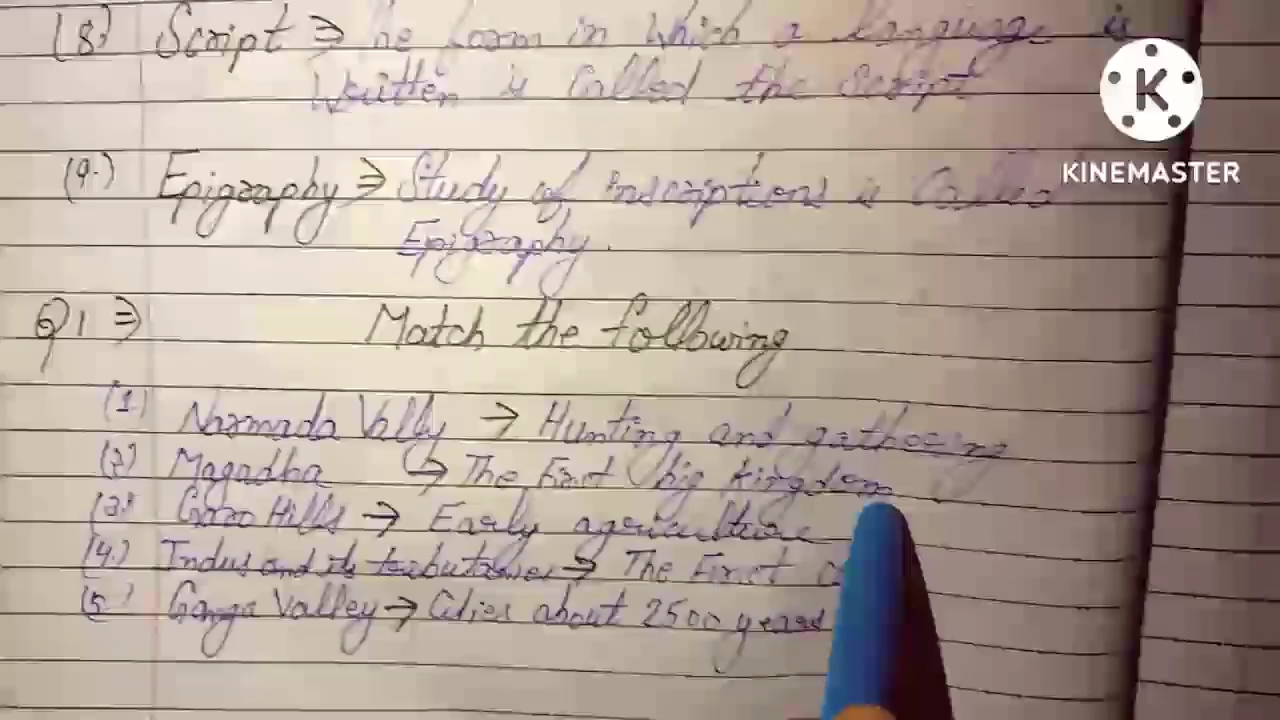 (8) Script ⇒ The form in which a language is
Written is Called the Script
KINEMASTER
(9.) Epigraphy ⇒ Study of inscriptions is Called
Epigraphy.
Q1 ⇒ Match the following
(1.) Narmada Vally → Hunting and gathering
(2) Magadha ↳ The First big kingdom
(3.) Garo Hills → Early agriculture
(4.) Indus and its tributaries → The First
(5.) Ganga Valley → Cities about 2500 years